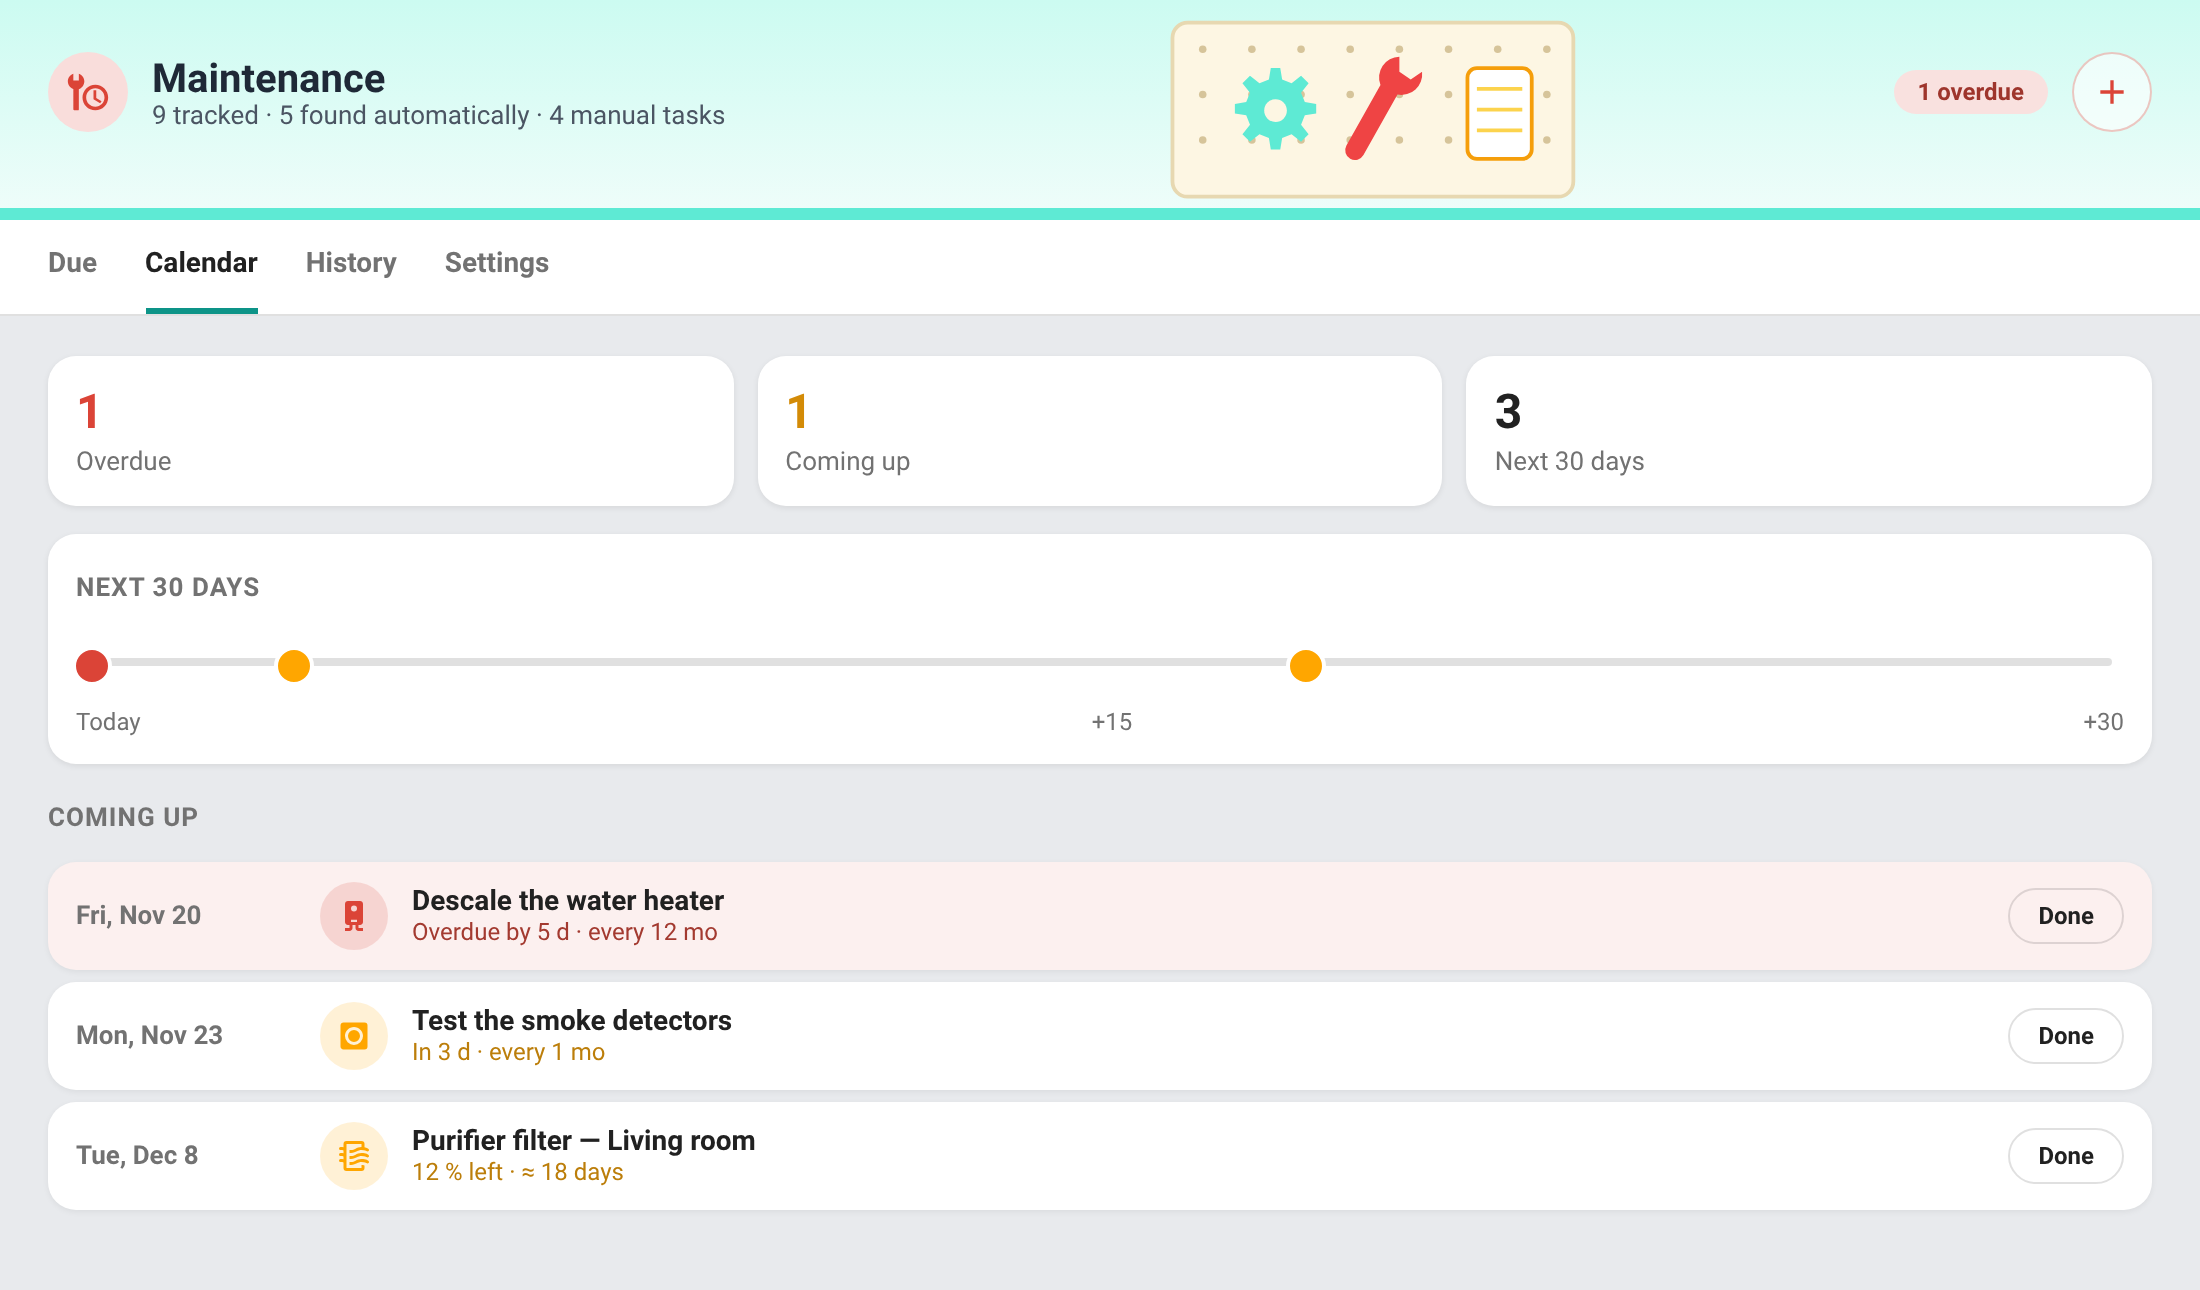 Maintenance
9 tracked · 5 found automatically · 4 manual tasks
1 overdue
Due
Calendar
History
Settings
1
Overdue
1
Coming up
3
Next 30 days
NEXT 30 DAYS
Today
+15
+30
COMING UP
Fri, Nov 20
Descale the water heater
Overdue by 5 d · every 12 mo
Done
Mon, Nov 23
Test the smoke detectors
In 3 d · every 1 mo
Done
Tue, Dec 8
Purifier filter — Living room
12 % left · ≈ 18 days
Done